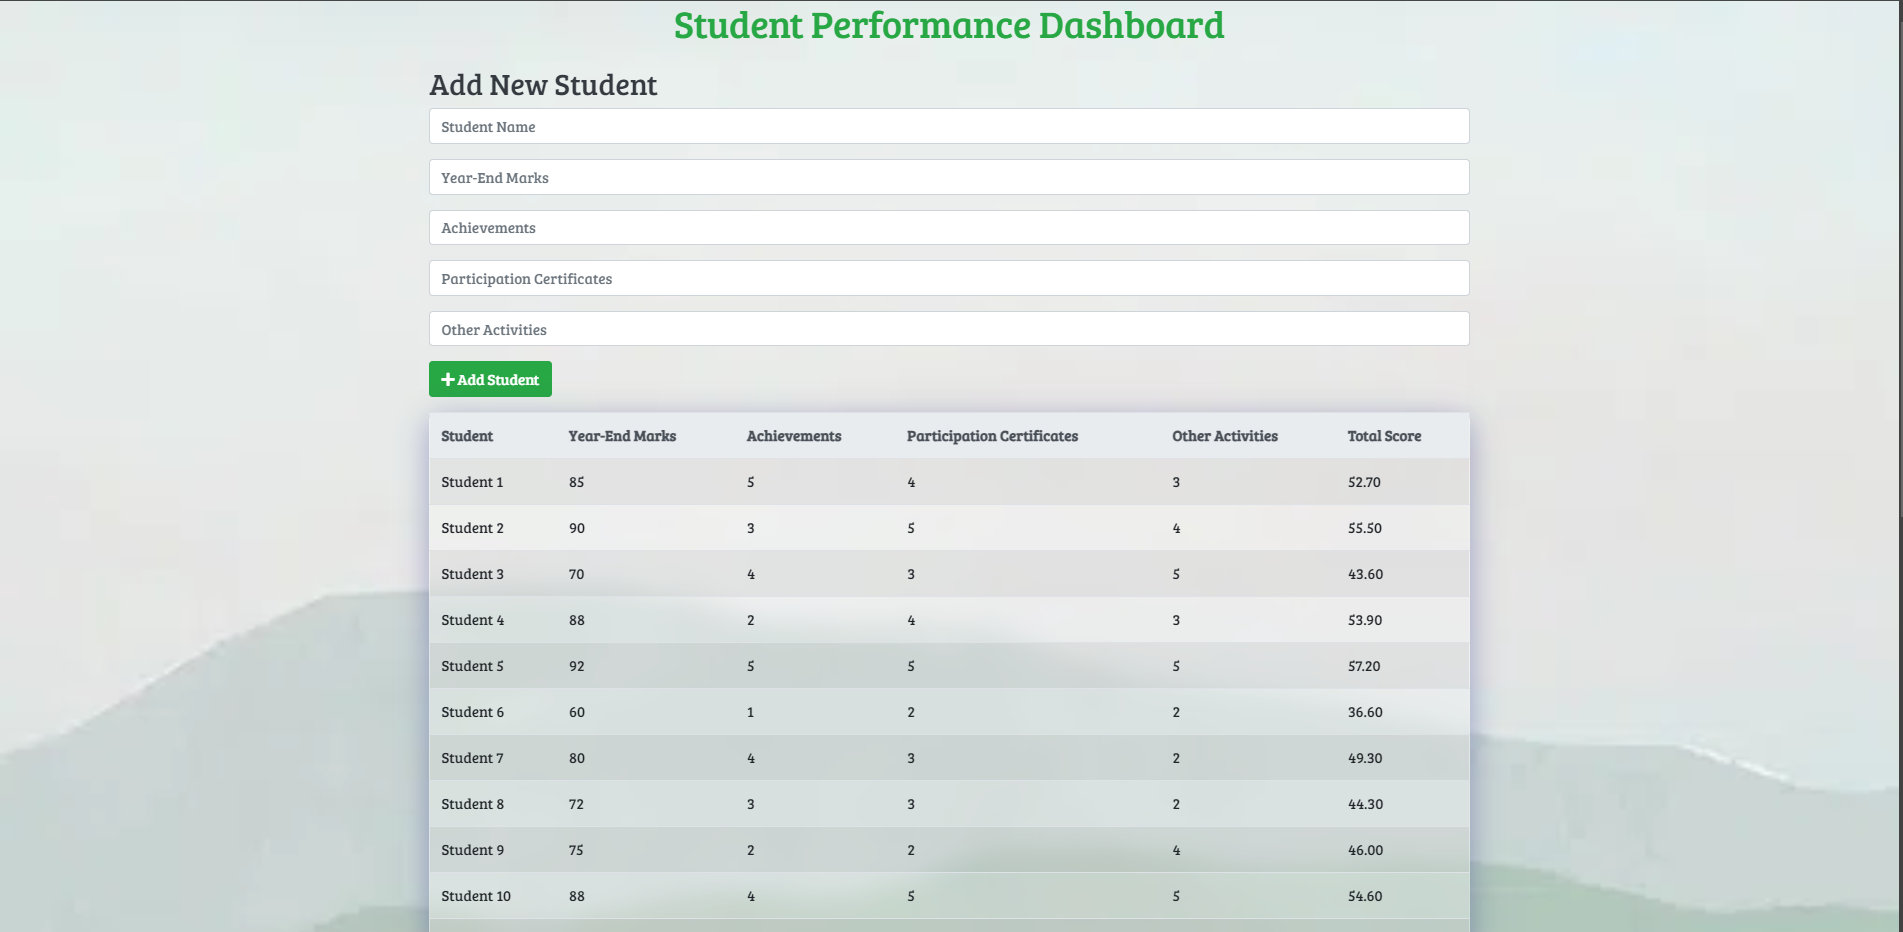 Student Performance Dashboard
Add New Student
Student Name
Year-End Marks
Achievements
Participation Certificates
Other Activities
Add Student
Student Year-End Marks Achievements Participation Certificates Other Activities Total Score
Student 1 85 5 4 3 52.70
Student 2 90 3 5 4 55.50
Student 3 70 4 3 5 43.60
Student 4 88 2 4 3 53.90
Student 5 92 5 5 5 57.20
Student 6 60 1 2 2 36.60
Student 7 80 4 3 2 49.30
Student 8 72 3 3 2 44.30
Student 9 75 2 2 4 46.00
Student 10 88 4 5 5 54.60